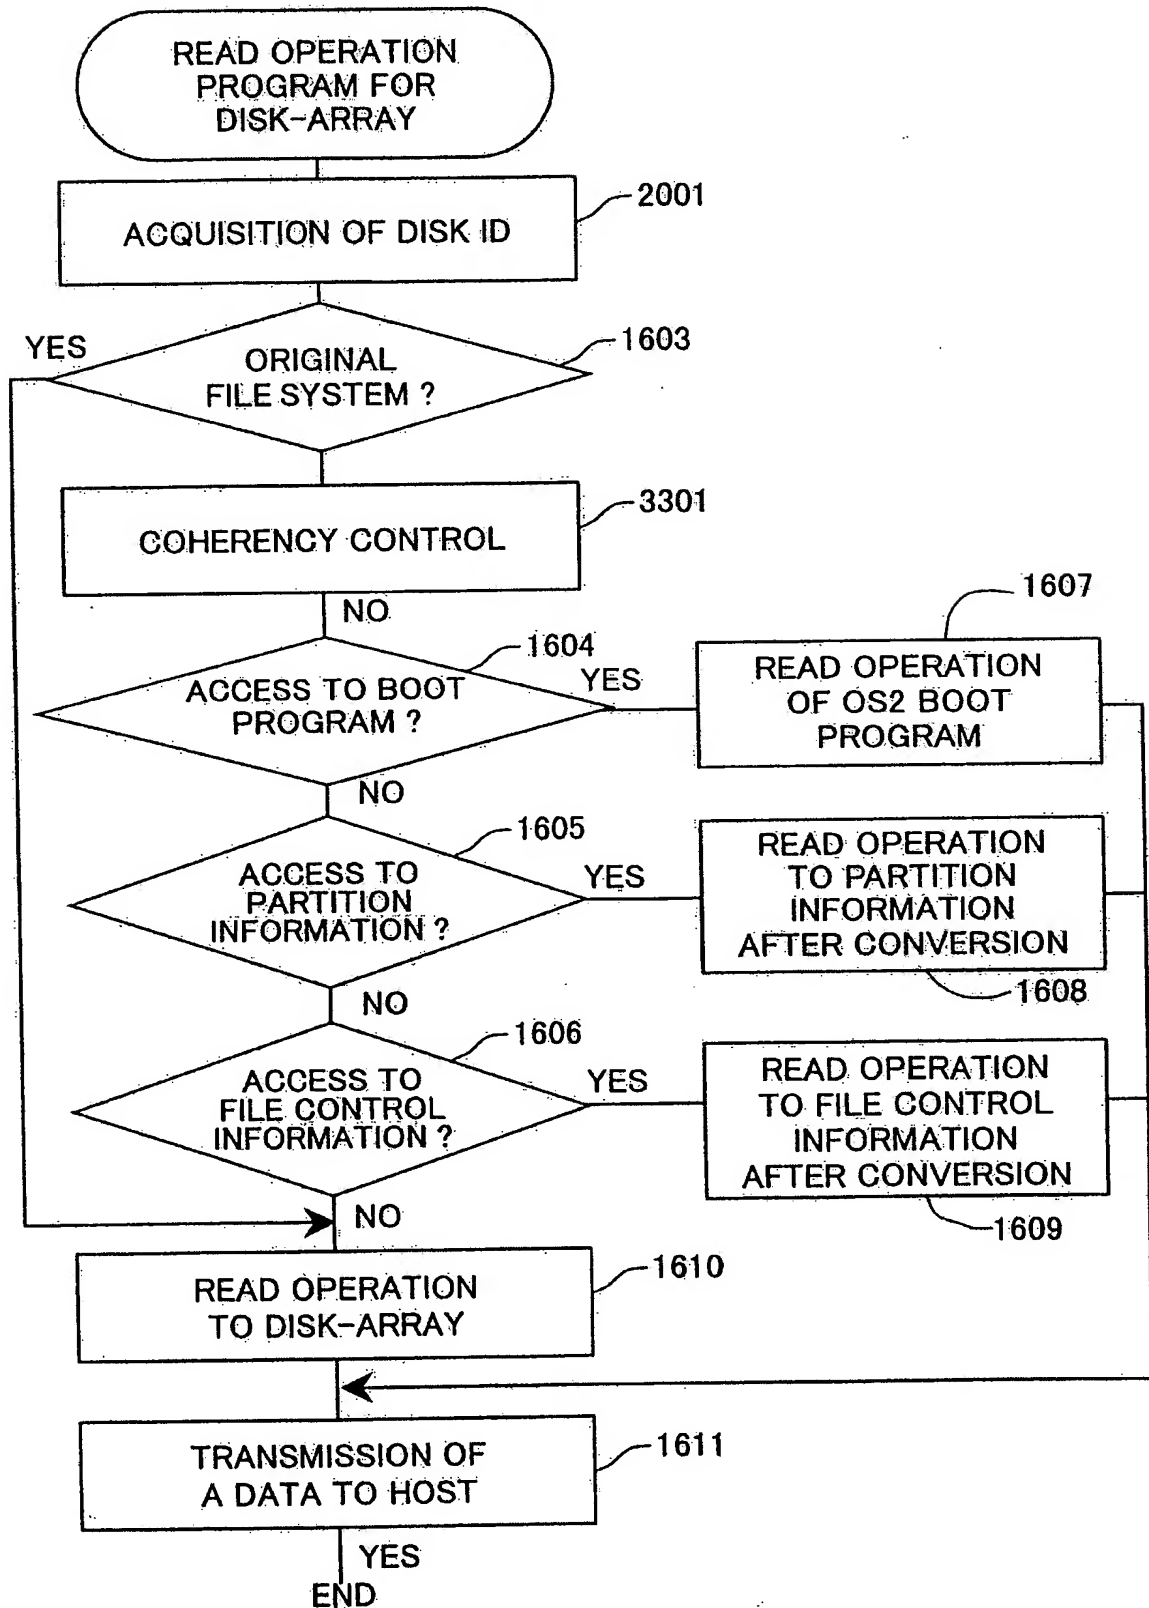 READ OPERATION
PROGRAM FOR
DISK-ARRAY
2001
ACQUISITION OF DISK ID
YES
1603
ORIGINAL
FILE SYSTEM ?
3301
COHERENCY CONTROL
NO
1604
ACCESS TO BOOT
PROGRAM ?
YES
1607
READ OPERATION
OF OS2 BOOT
PROGRAM
NO
1605
ACCESS TO
PARTITION
INFORMATION ?
YES
READ OPERATION
TO PARTITION
INFORMATION
AFTER CONVERSION
1608
NO
1606
ACCESS TO
FILE CONTROL
INFORMATION ?
YES
READ OPERATION
TO FILE CONTROL
INFORMATION
AFTER CONVERSION
1609
NO
1610
READ OPERATION
TO DISK-ARRAY
1611
TRANSMISSION OF
A DATA TO HOST
YES
END